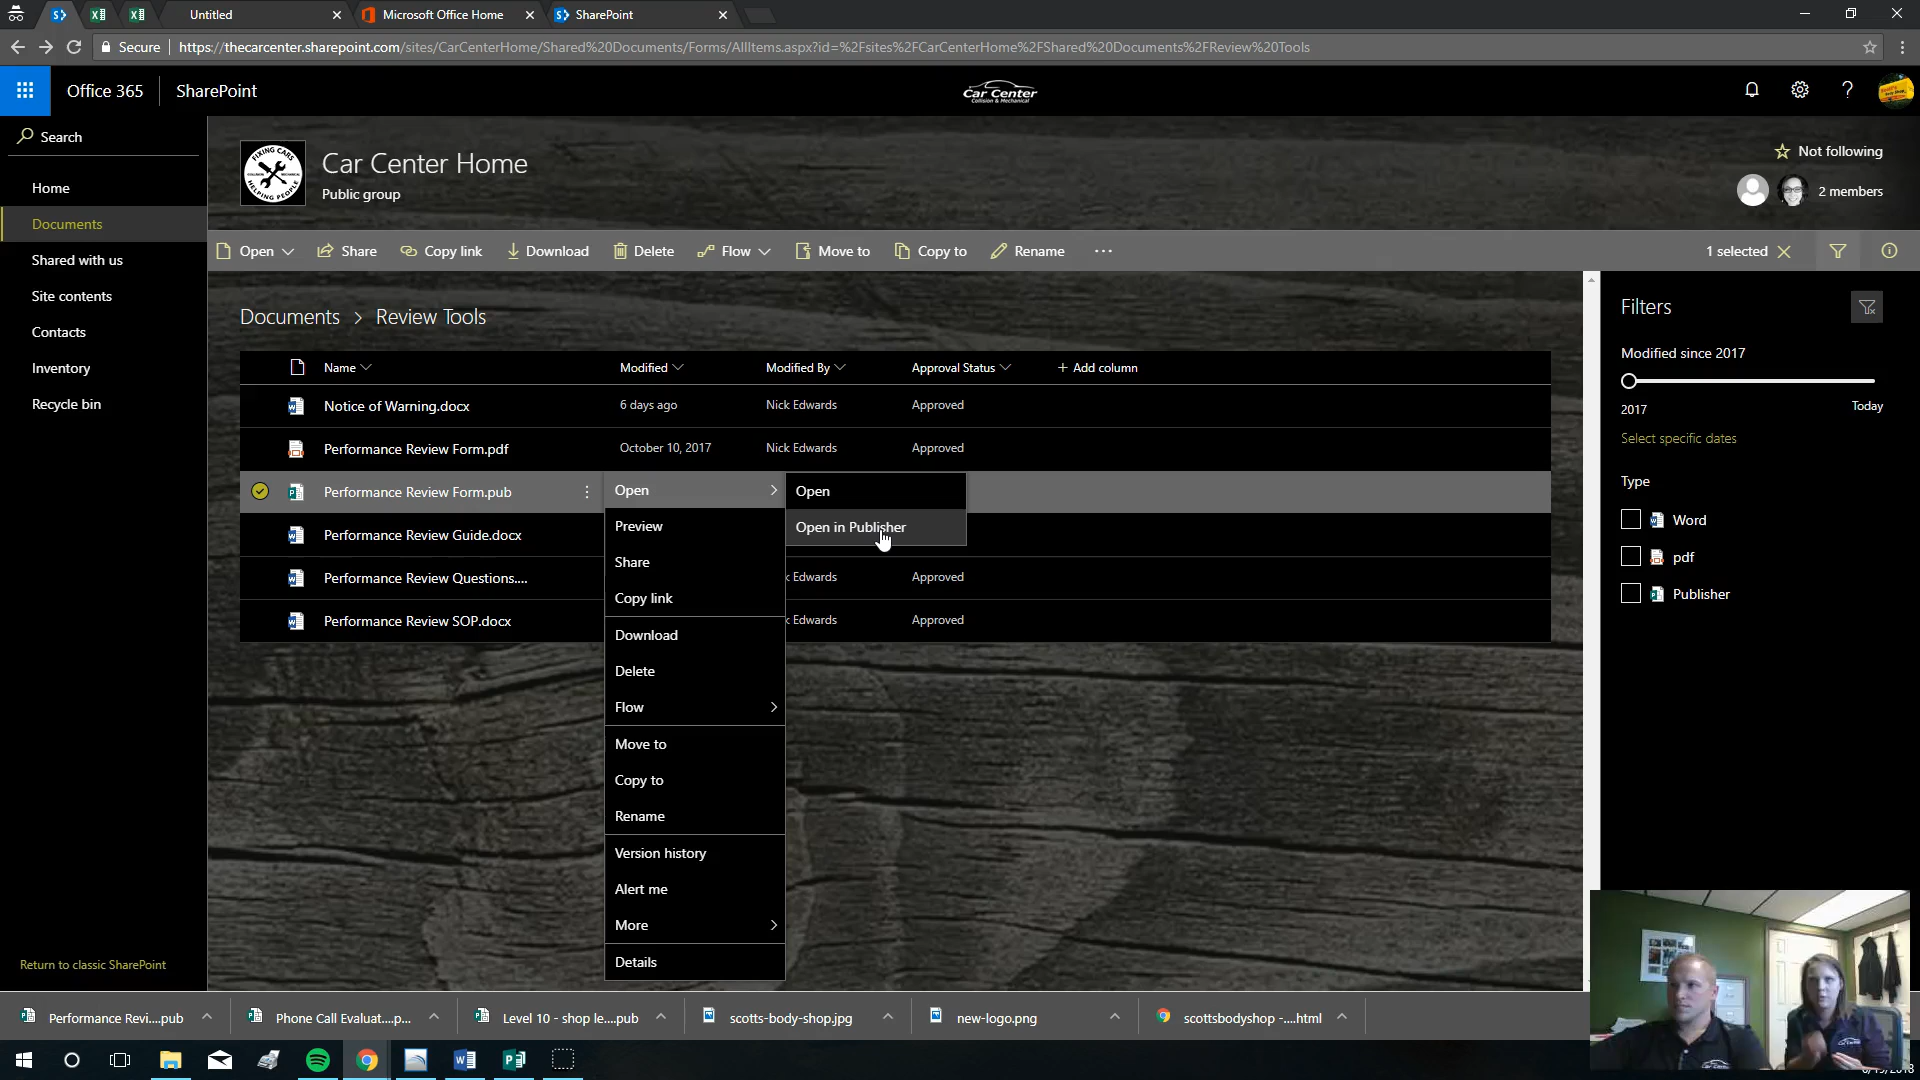 Untitled
Microsoft Office Home
SharePoint
Secure
https://thecarcenter.sharepoint.com/sites/CarCenterHome/Shared%20Documents/Forms/AllItems.aspx?id=%2Fsites%2FCarCenterHome%2FShared%20Documents%2FReview%20Tools
Office 365
SharePoint
Car Center
Collision & Mechanical
Search
Home
Documents
Shared with us
Site contents
Contacts
Inventory
Recycle bin
Return to classic SharePoint
FIXING CARS
HELPING PEOPLE
Car Center Home
Public group
Not following
2 members
Open
Share
Copy link
Download
Delete
Flow
Move to
Copy to
Rename
1 selected
Documents > Review Tools
Name
Modified
Modified By
Approval Status
+ Add column
Notice of Warning.docx
6 days ago
Nick Edwards
Approved
Performance Review Form.pdf
October 10, 2017
Nick Edwards
Approved
Performance Review Form.pub
Performance Review Guide.docx
Performance Review Questions....
Edwards
Approved
Performance Review SOP.docx
Edwards
Approved
Open
Preview
Share
Copy link
Download
Delete
Flow
Move to
Copy to
Rename
Version history
Alert me
More
Details
Open
Open in Publisher
Filters
Modified since 2017
2017
Today
Select specific dates
Type
Word
pdf
Publisher
Performance Revi....pub
Phone Call Evaluat....p...
Level 10 - shop le....pub
scotts-body-shop.jpg
new-logo.png
scottsbodyshop -....html